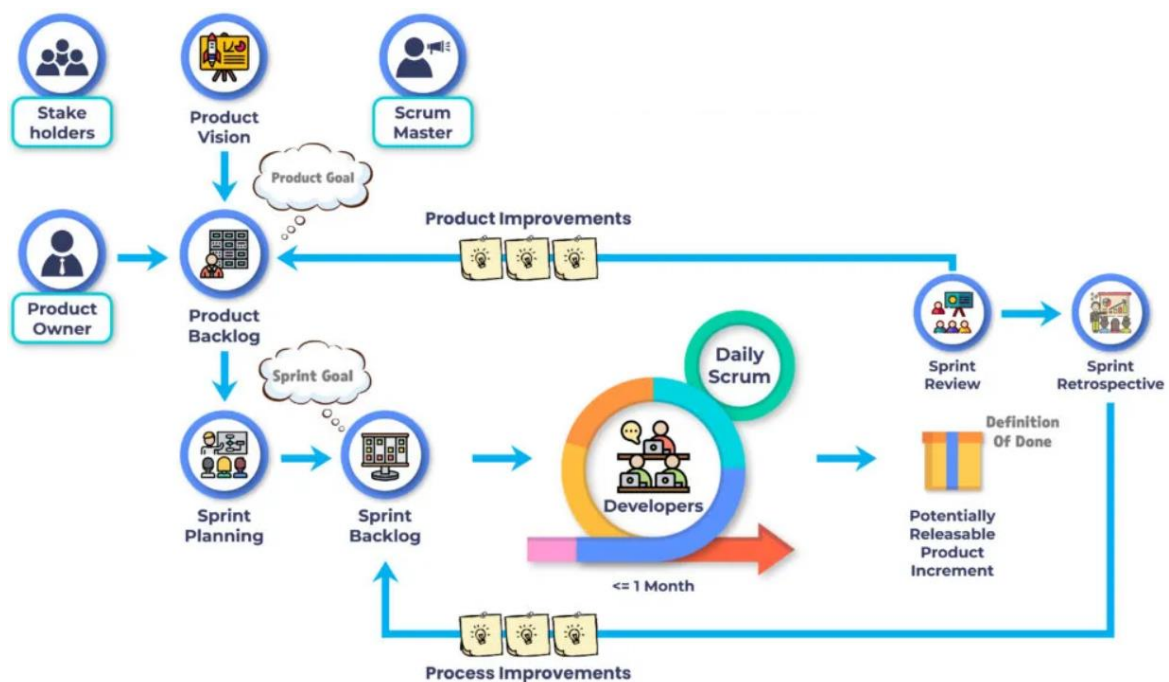 Stake
holders
Product
Vision
Scrum
Master
Product Goal
Product Improvements
Product
Owner
Product
Backlog
Sprint Goal
Daily
Scrum
Sprint
Review
Sprint
Retrospective
Definition
Of Done
Developers
Sprint
Planning
Sprint
Backlog
Potentially
Releasable
Product
Increment
<= 1 Month
Process Improvements